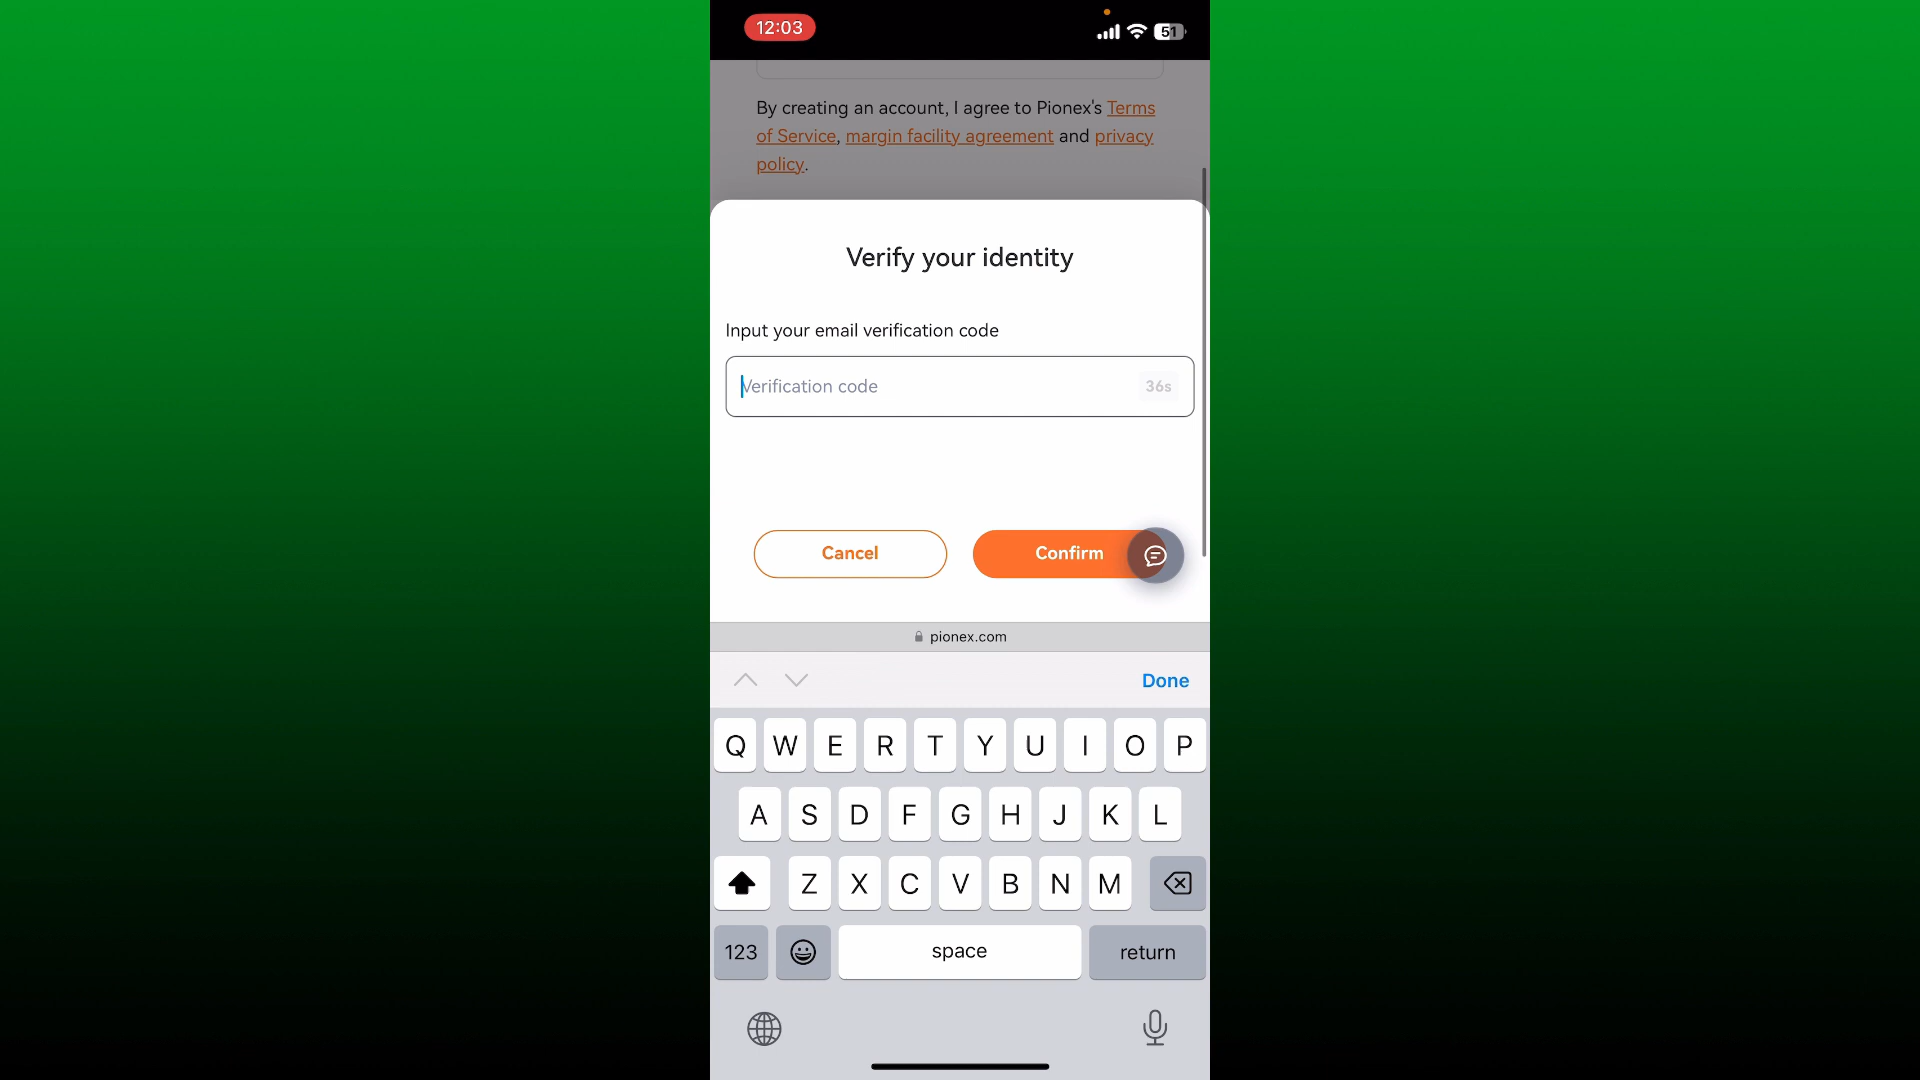 12:03
51
By creating an account, I agree to Pionex's Terms
of Service, margin facility agreement and privacy
policy.
Verify your identity
Input your email verification code
Verification code
36s
Cancel
Confirm
pionex.com
Done
Q W E R T Y U I O P
A S D F G H J K L
Z X C V B N M
123
space
return